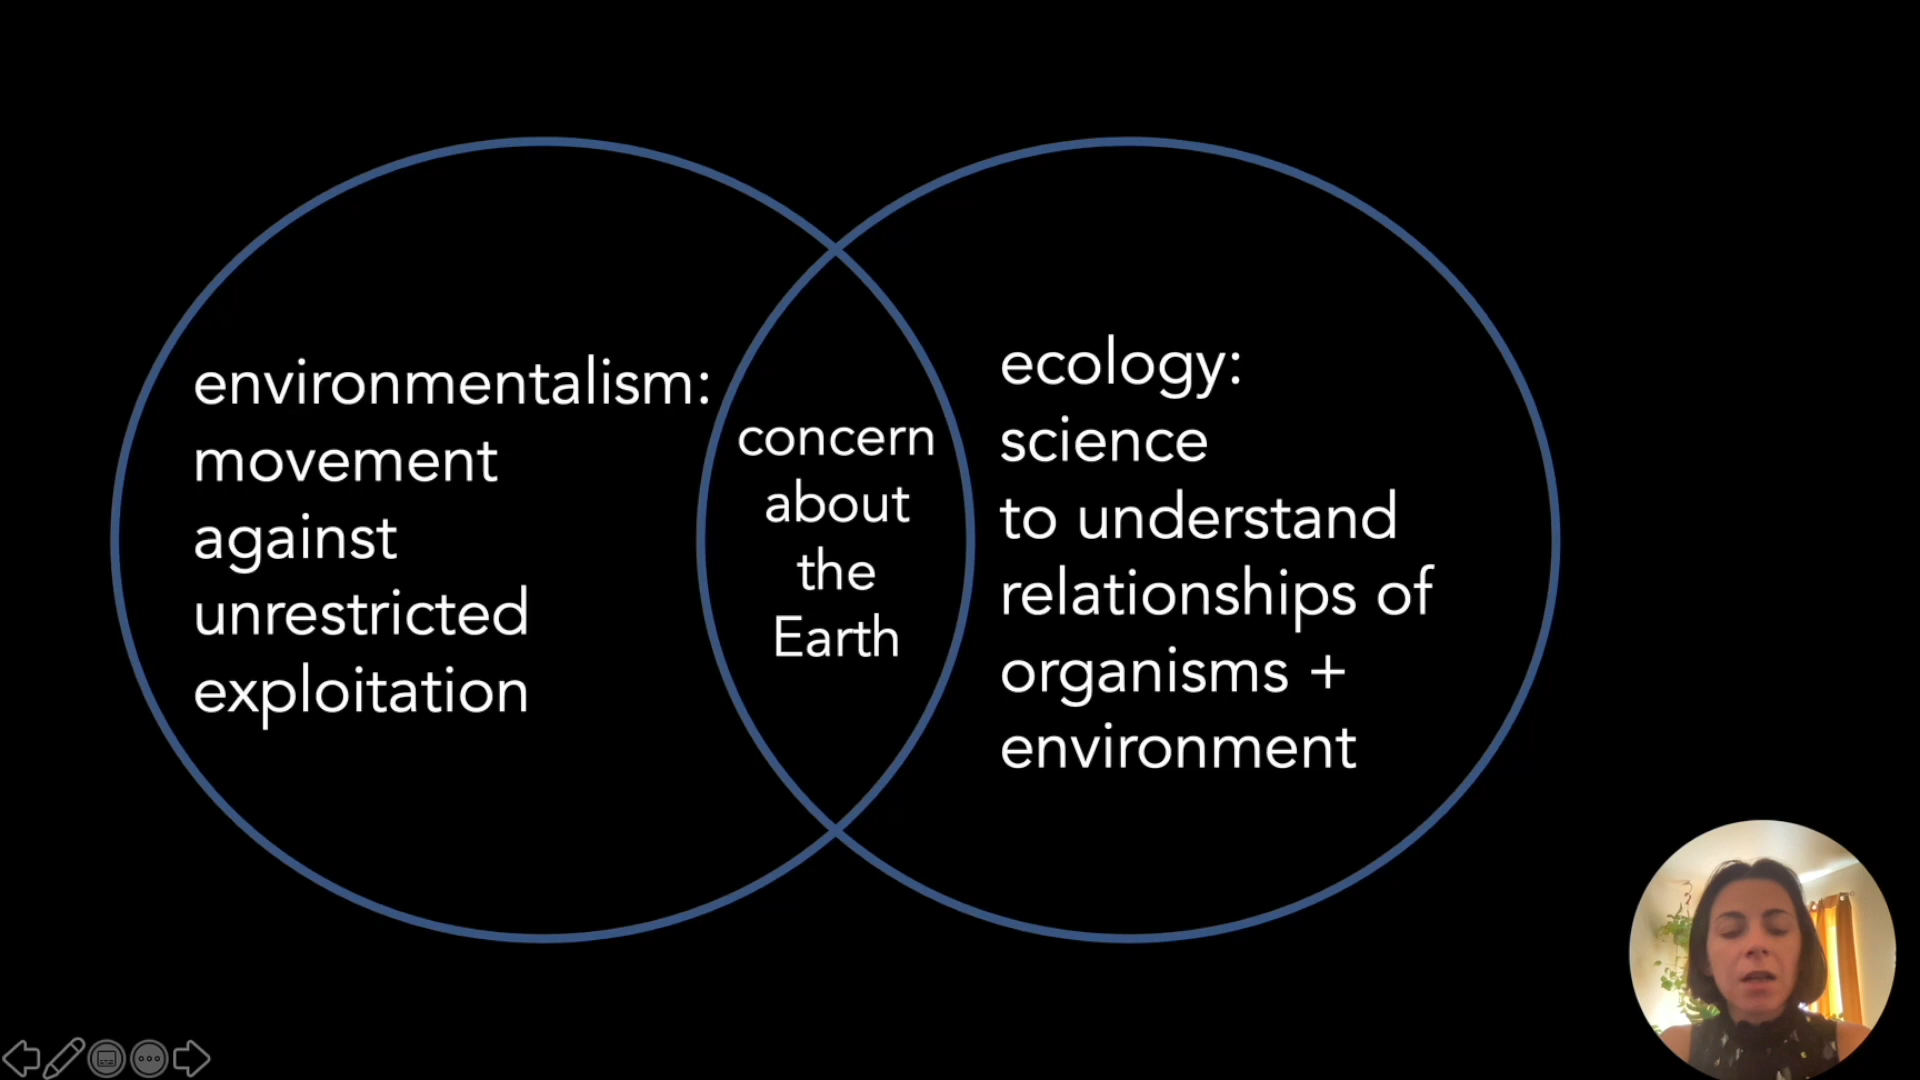 environmentalism:
movement
against
unrestricted
exploitation
concern
about
the
Earth
ecology:
science
to understand
relationships of
organisms +
environment